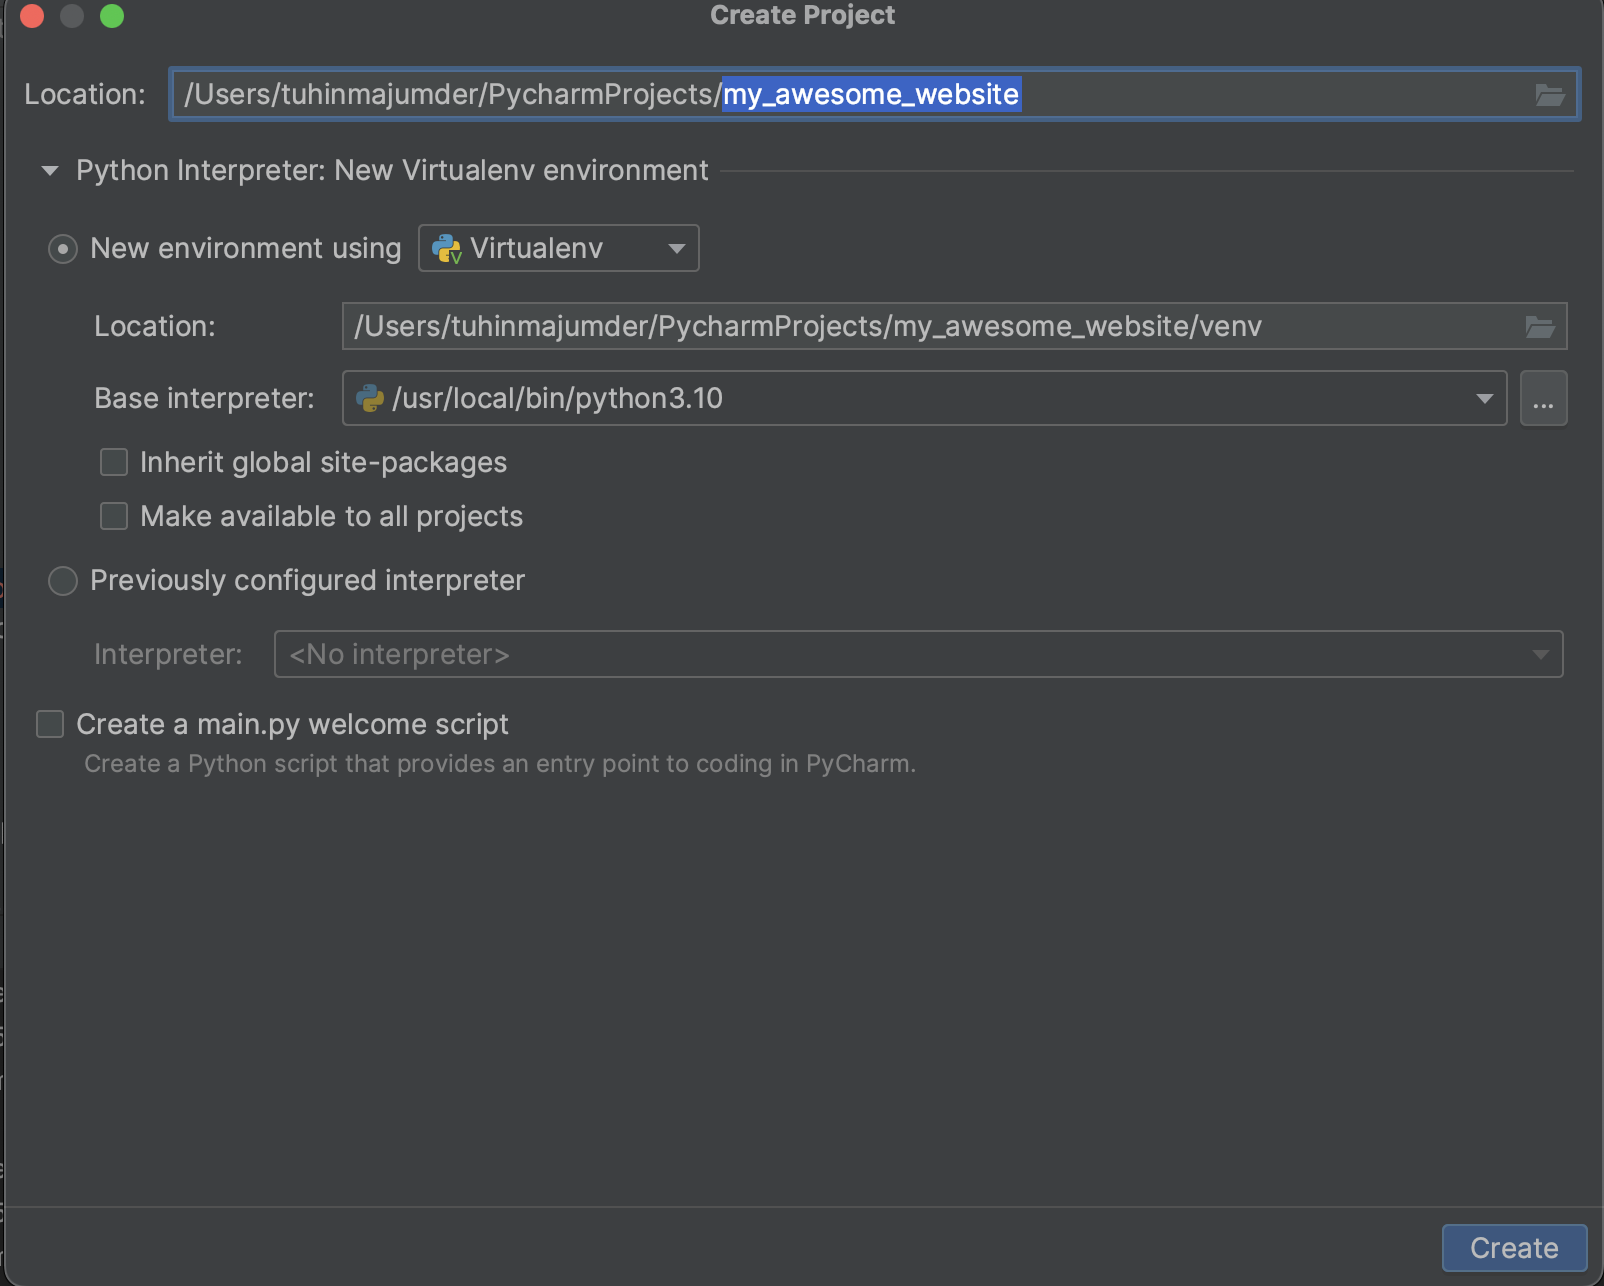 Create Project
Location: /Users/tuhinmajumder/PycharmProjects/my_awesome_website
Python Interpreter: New Virtualenv environment
New environment using Virtualenv
Location: /Users/tuhinmajumder/PycharmProjects/my_awesome_website/venv
Base interpreter: /usr/local/bin/python3.10 ...
Inherit global site-packages
Make available to all projects
Previously configured interpreter
Interpreter: <No interpreter>
Create a main.py welcome script
Create a Python script that provides an entry point to coding in PyCharm.
Create